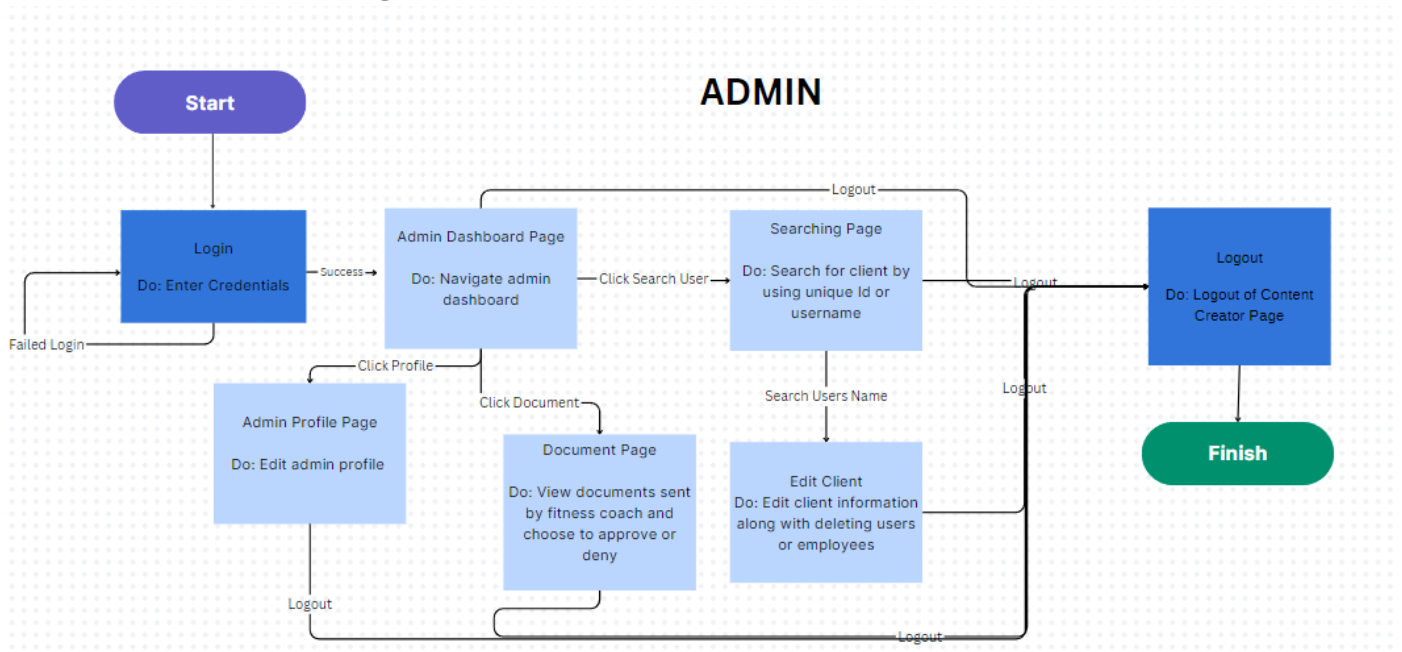 ADMIN
Start
Logout
Login
Do: Enter Credentials
Success
Failed Login
Admin Dashboard Page
Do: Navigate admin
dashboard
Click Search User
Searching Page
Do: Search for client by
using unique Id or
username
Logout
Logout
Do: Logout of Content
Creator Page
Click Profile
Click Document
Search Users Name
Logout
Admin Profile Page
Do: Edit admin profile
Document Page
Do: View documents sent
by fitness coach and
choose to approve or
deny
Edit Client
Do: Edit client information
along with deleting users
or employees
Finish
Logout
Logout